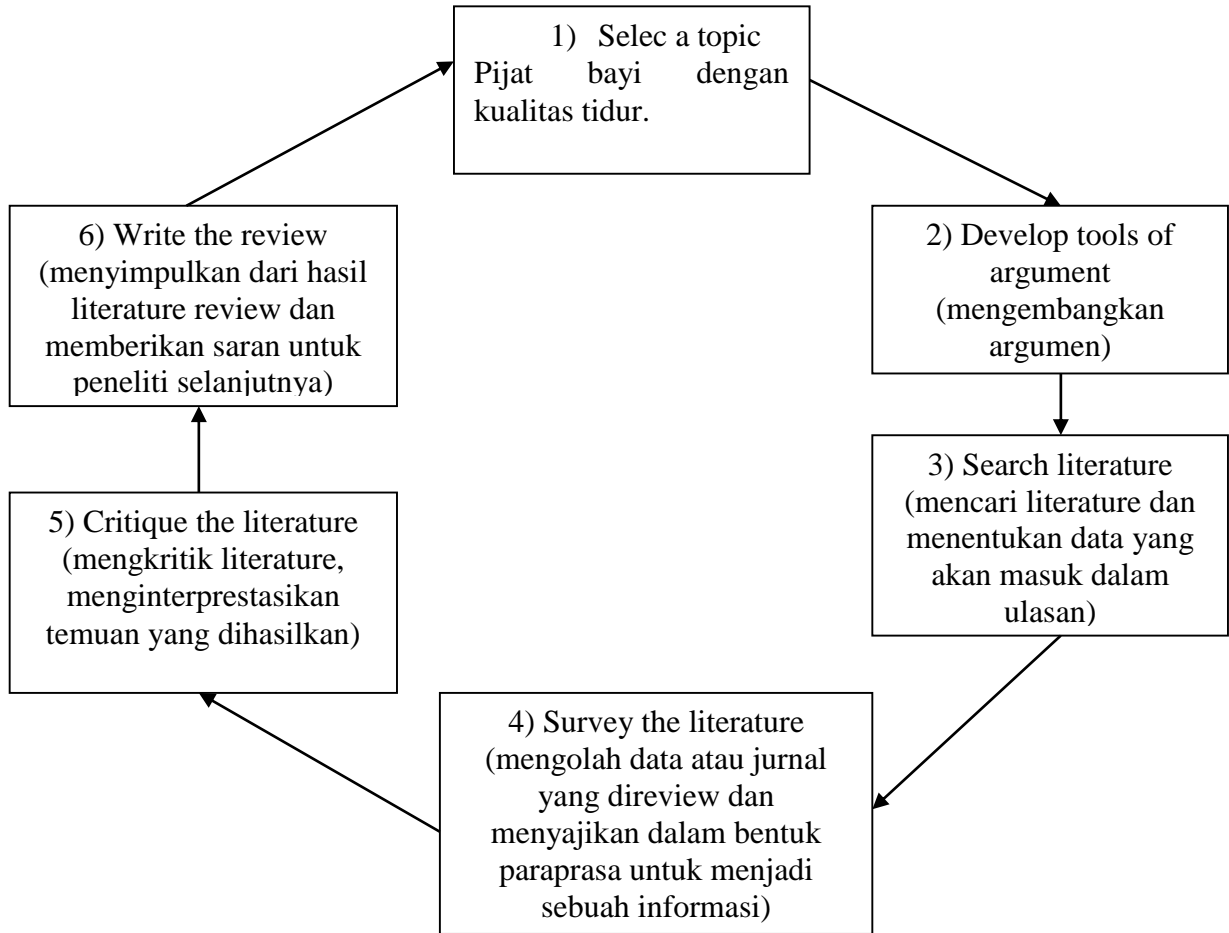 1) Selec a topic
Pijat bayi dengan
kualitas tidur.
2) Develop tools of
argument
(mengembangkan
argumen)
3) Search literature
(mencari literature dan
menentukan data yang
akan masuk dalam
ulasan)
4) Survey the literature
(mengolah data atau jurnal
yang direview dan
menyajikan dalam bentuk
paraprasa untuk menjadi
sebuah informasi)
5) Critique the literature
(mengkritik literature,
menginterprestasikan
temuan yang dihasilkan)
6) Write the review
(menyimpulkan dari hasil
literature review dan
memberikan saran untuk
peneliti selanjutnya)